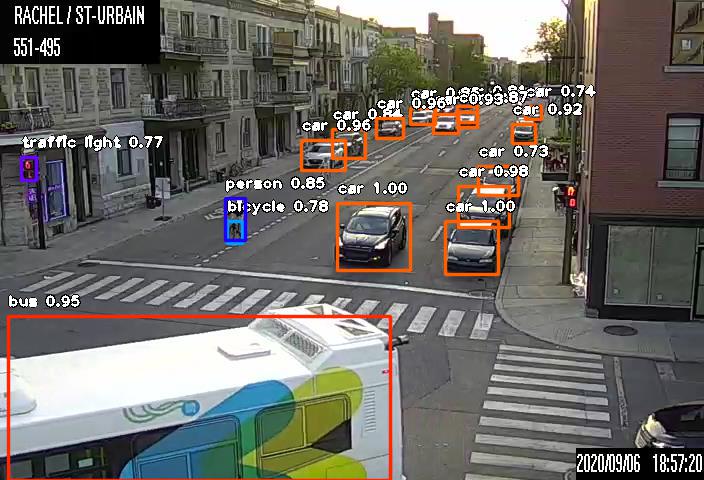 RACHEL / ST-URBAIN
551-495
car 0.74
car 0.96
car 0.92
car 0.84
car 0.96
traffic light 0.77
car 0.73
car 0.98
person 0.85
car 1.00
bicycle 0.78
car 1.00
bus 0.95
2020/09/06 18:57:20